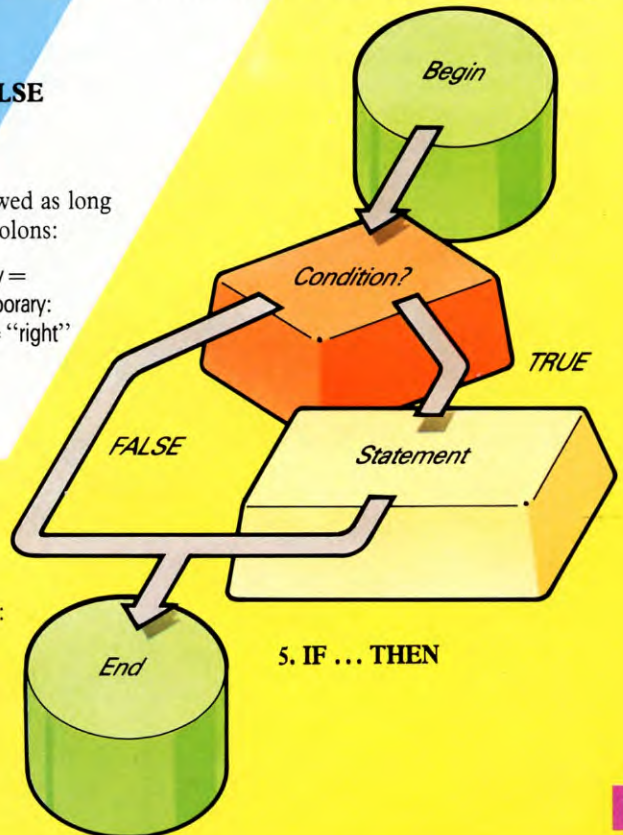 LSE
wed as long
olons:
y =
porary:
= “right”
:
Begin
Condition?
TRUE
FALSE
Statement
End
5. IF ... THEN